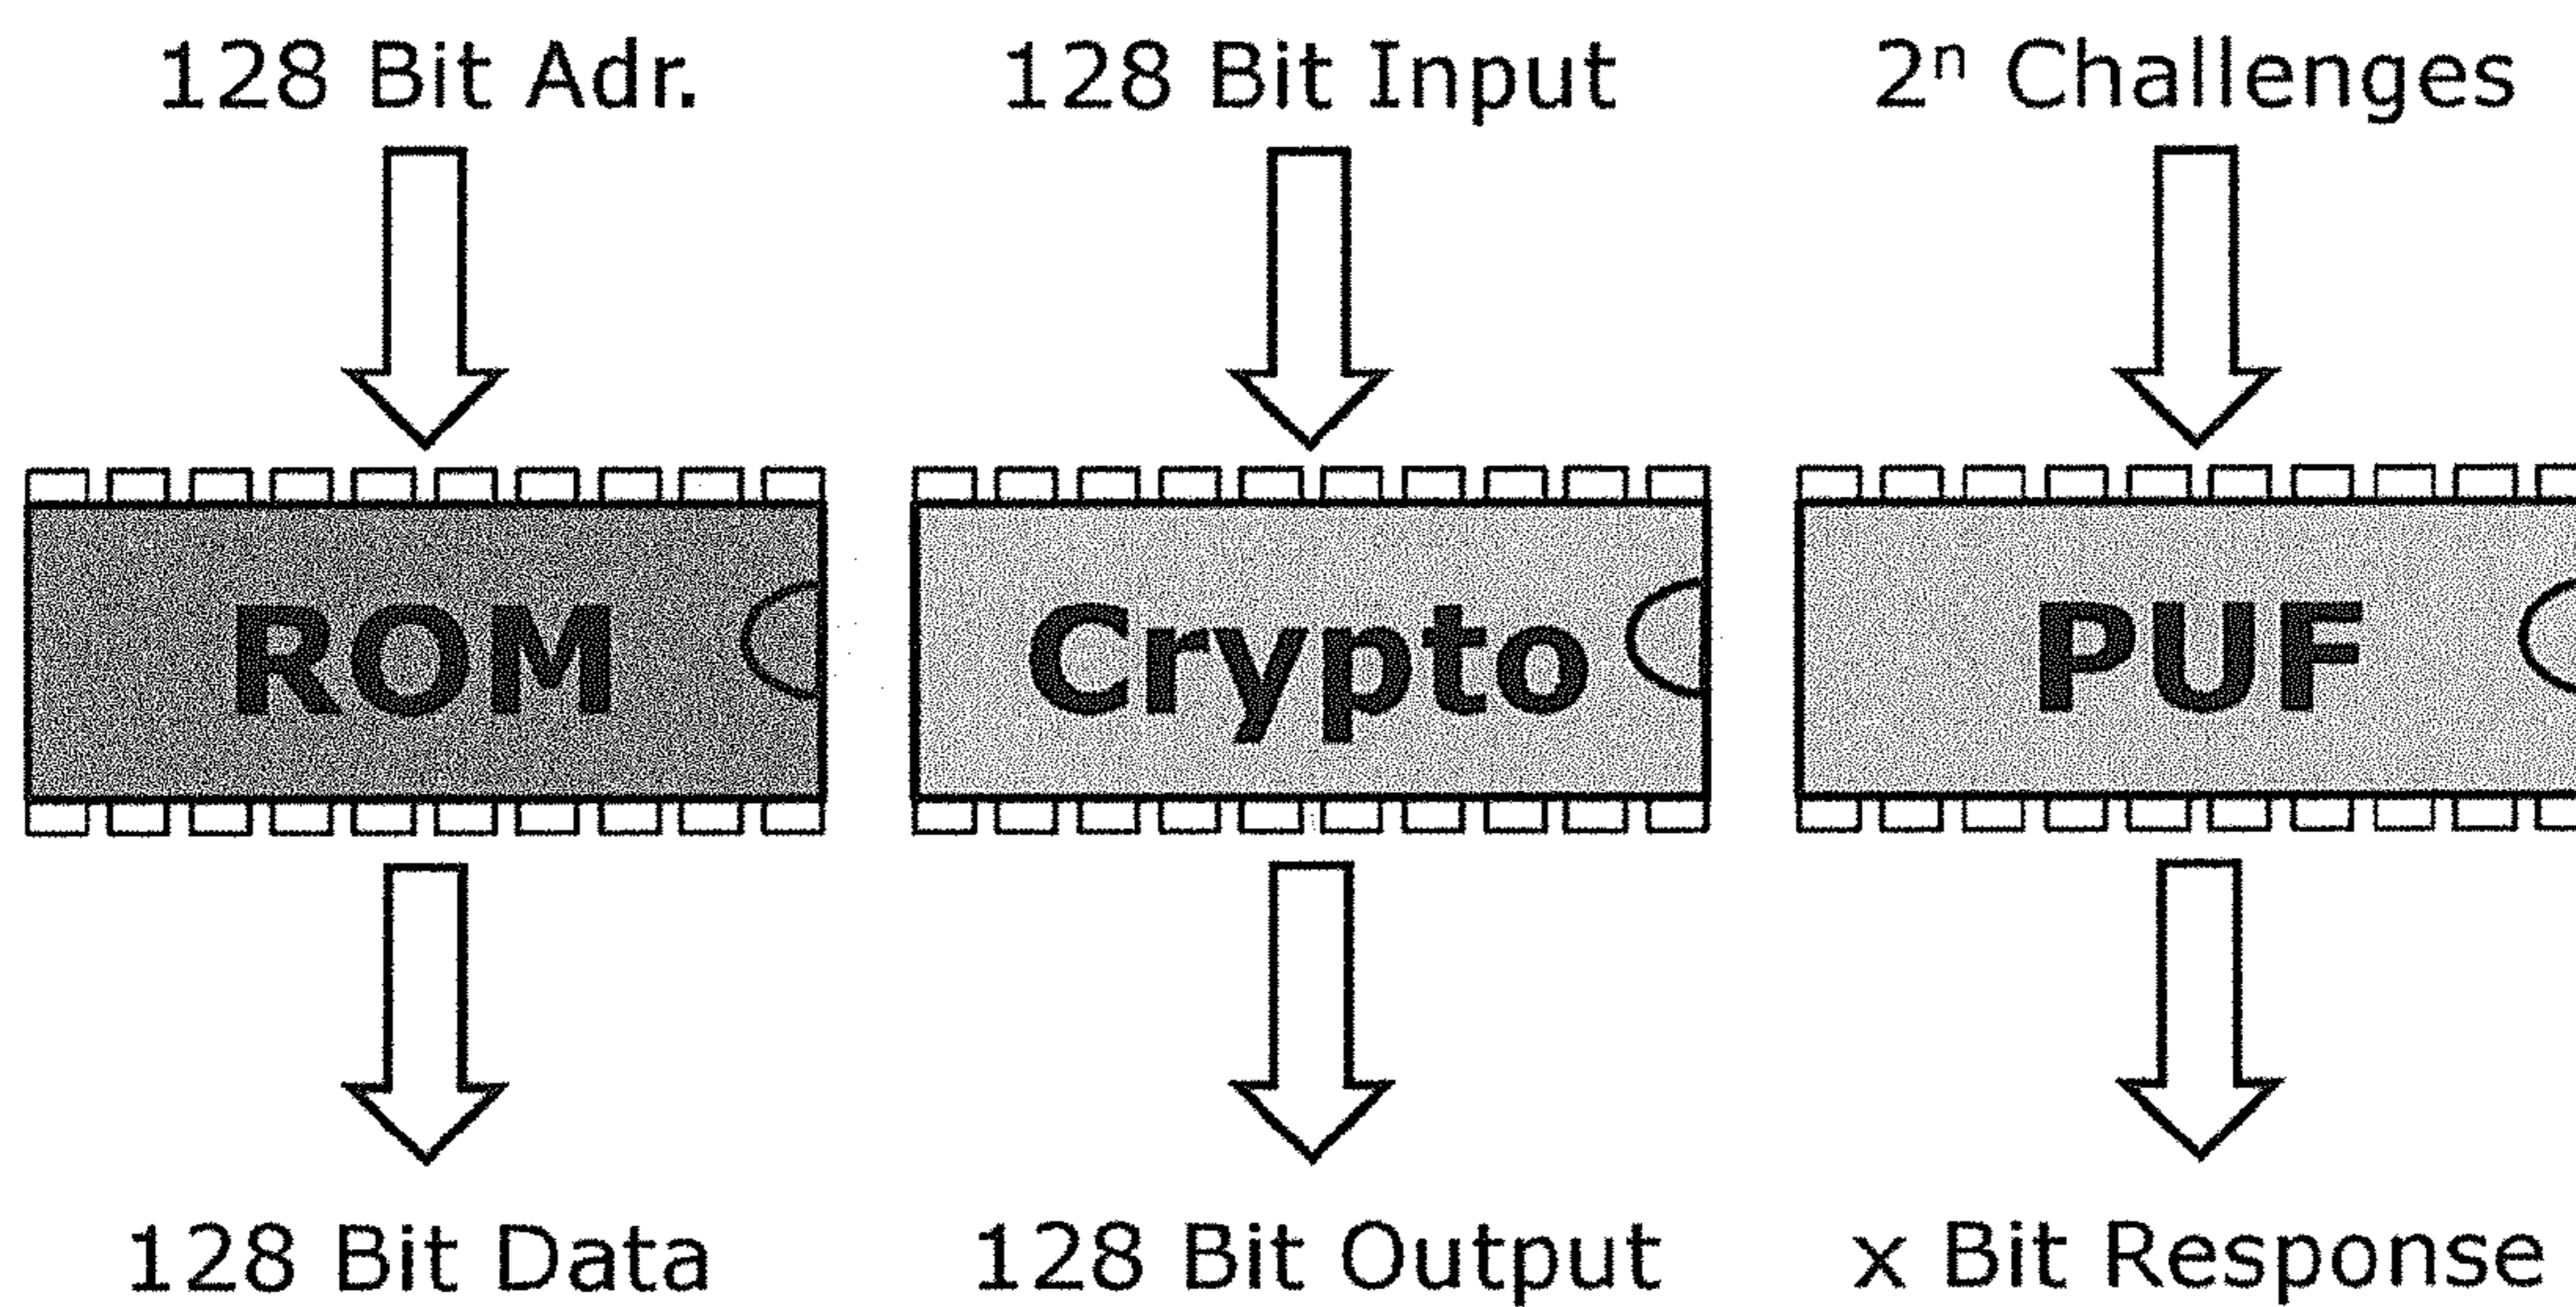 128 Bit Adr.
128 Bit Input
2ⁿ Challenges
ROM
Crypto
PUF
128 Bit Data
128 Bit Output
x Bit Response